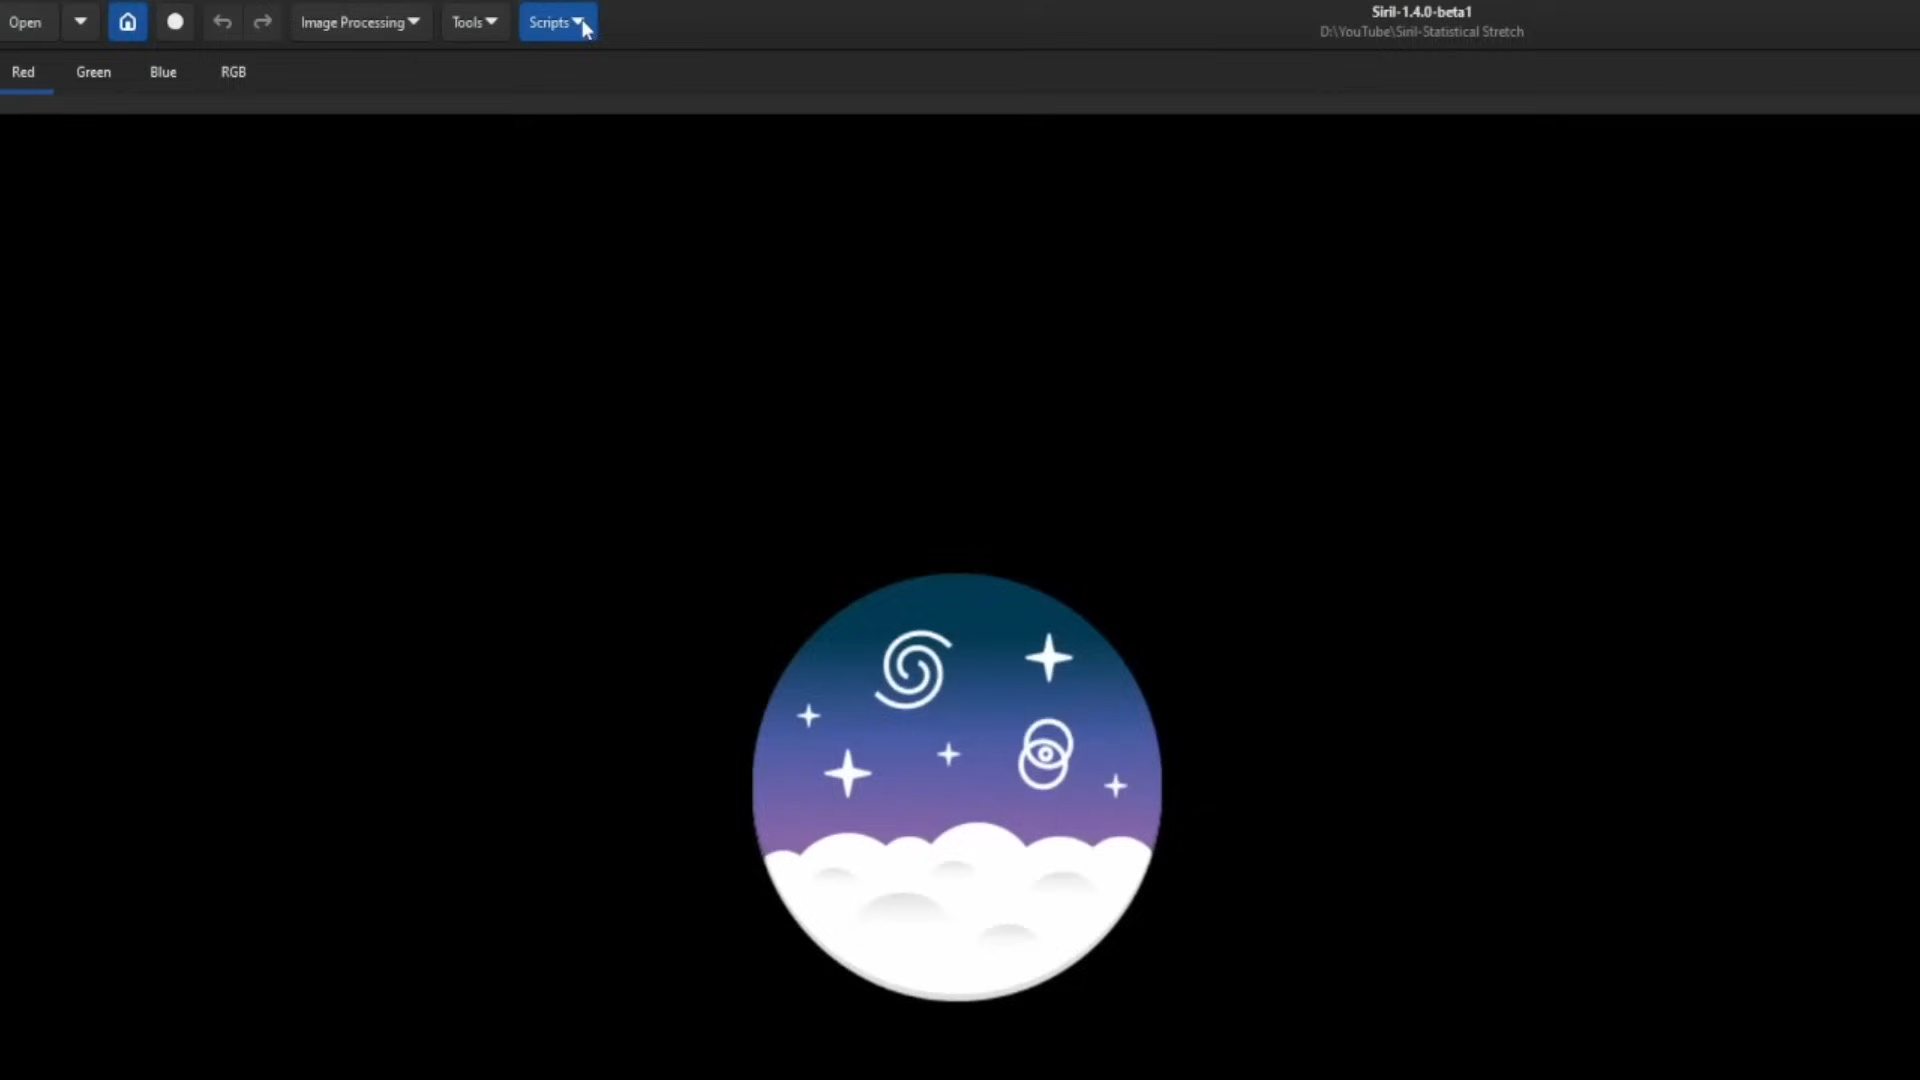 Open Image Processing Tools Scripts
Siril-1.4.0-beta1
D:\YouTube\Siril-Statistical Stretch
Red Green Blue RGB